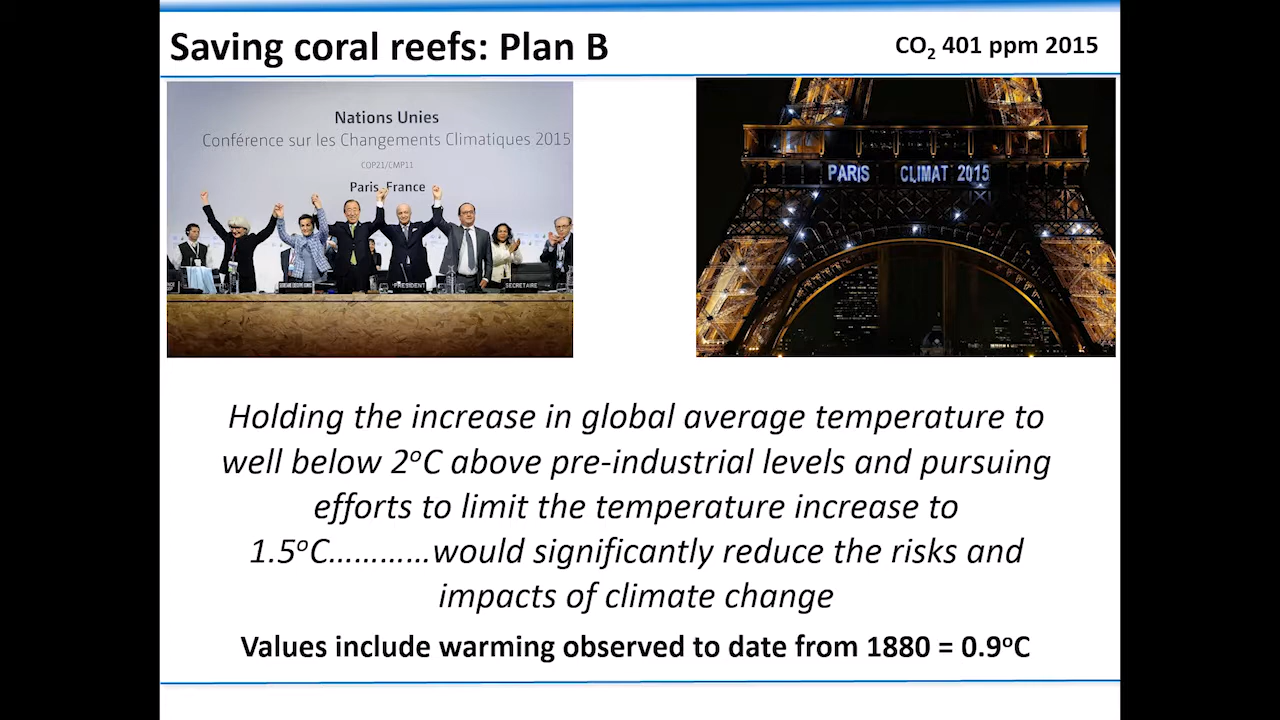 Saving coral reefs: Plan B
CO₂ 401 ppm 2015
Nations Unies
Conférence sur les Changements Climatiques 2015
COP21/CMP11
Paris, France
PRESIDENT
SECRETAIRE
PARIS CLIMAT 2015
Holding the increase in global average temperature to
well below 2ºC above pre-industrial levels and pursuing
efforts to limit the temperature increase to
1.5ºC…………would significantly reduce the risks and
impacts of climate change
Values include warming observed to date from 1880 = 0.9ºC